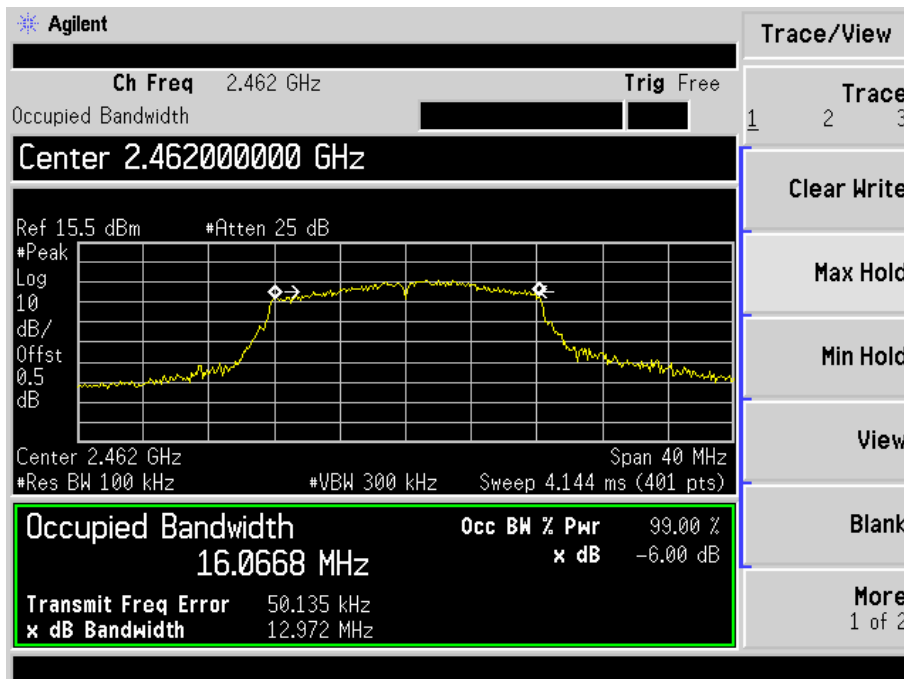 Agilent
Trace/View
Ch Freq 2.462 GHz Trig Free
Occupied Bandwidth
Center 2.462000000 GHz
Ref 15.5 dBm #Atten 25 dB
#Peak
Log
10
dB/
Offst
0.5
dB
Center 2.462 GHz Span 40 MHz
#Res BW 100 kHz #VBW 300 kHz Sweep 4.144 ms (401 pts)
Occupied Bandwidth
16.0668 MHz
Occ BW % Pwr 99.00 %
x dB -6.00 dB
Transmit Freq Error 50.135 kHz
x dB Bandwidth 12.972 MHz
Trace
1 2 3
Clear Write
Max Hold
Min Hold
View
Blank
More
1 of 2